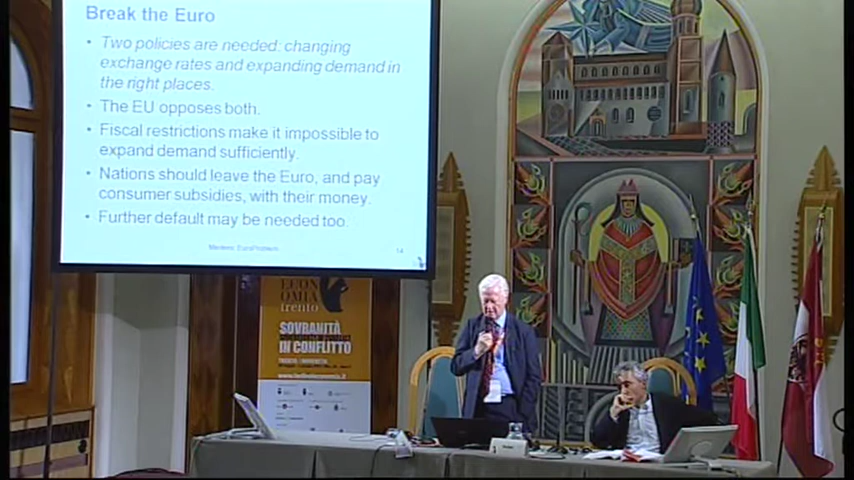 Break the Euro
• Two policies are needed: changing
exchange rates and expanding demand in
the right places.
• The EU opposes both.
• Fiscal restrictions make it impossible to
expand demand sufficiently.
• Nations should leave the Euro, and pay
consumer subsidies, with their money.
• Further default may be needed too.
14
ECON
OMIA
trento
SOVRANITÀ
IN CONFLITTO